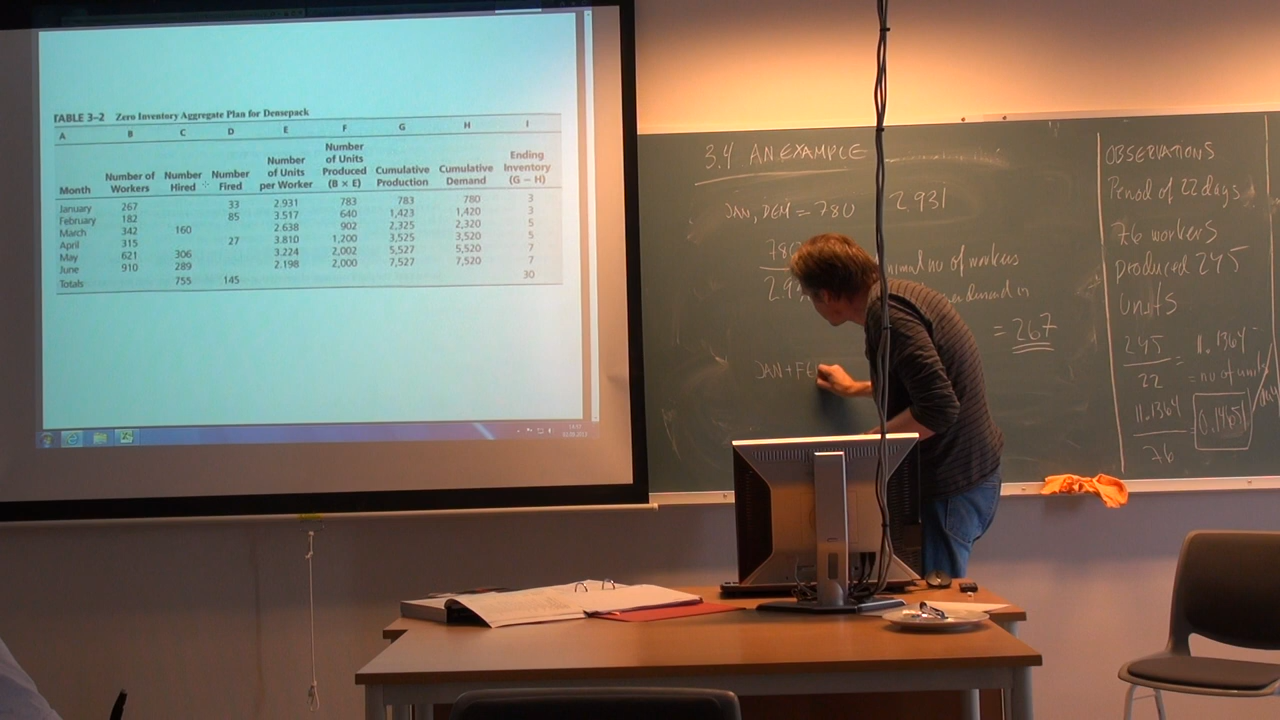 TABLE 3–2 Zero Inventory Aggregate Plan for Densepack
A B C D E F G H I
Month Number of Workers Number Hired Number Fired Number of Units per Worker Number of Units Produced (B × E) Cumulative Production Cumulative Demand Ending Inventory (G − H)
January 267 33 2.931 783 783 780 3
February 182 85 3.517 640 1,423 1,420 3
March 342 160 2.638 902 2,325 2,320 5
April 315 27 3.810 1,200 3,525 3,520 5
May 621 306 3.224 2,002 5,527 5,520 7
June 910 289 2.198 2,000 7,527 7,520 7
Totals 755 145 30
3.4 AN EXAMPLE
JAN, DEM = 780 2.931
no of workers
= 267
JAN + FE
OBSERVATIONS
Period of 22 days
76 workers
produced 245
units
245
22
= 11.1364
= no of units
11.1364
76
0.14653